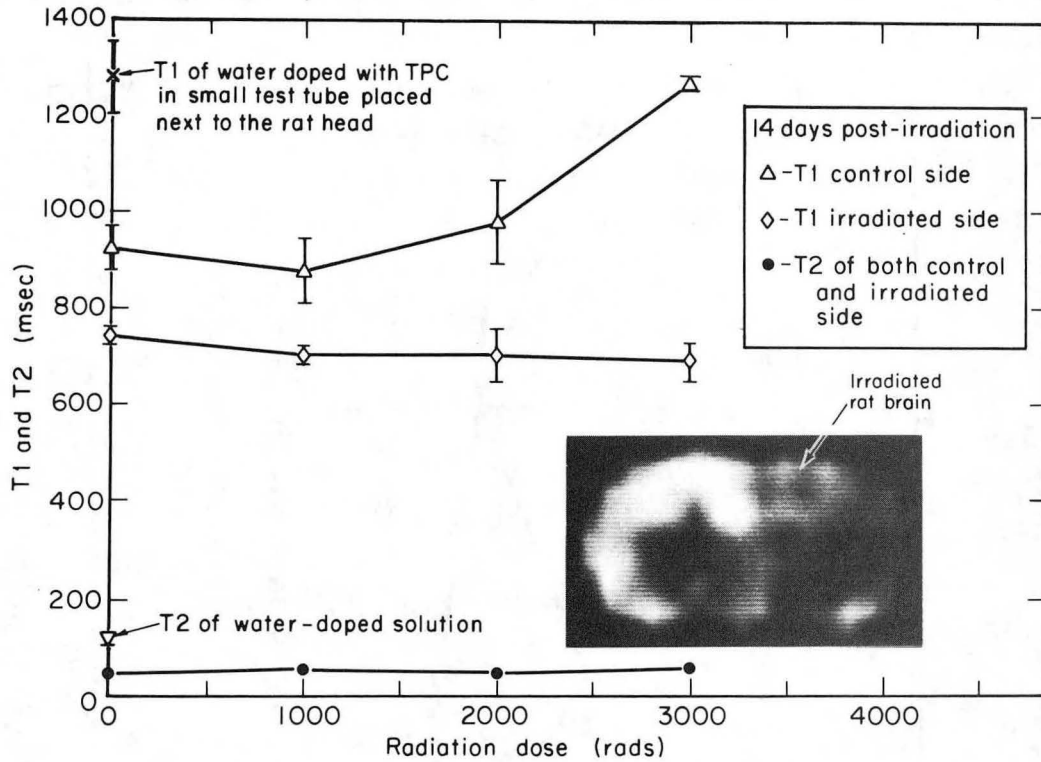 1400
1200
1000
800
600
400
200
0
T1 and T2 (msec)
T1 of water doped with TPC
in small test tube placed
next to the rat head
14 days post-irradiation
△-T1 control side
◇-T1 irradiated side
●-T2 of both control
and irradiated
side
Irradiated
rat brain
T2 of water-doped solution
0
1000
2000
3000
4000
Radiation dose (rads)